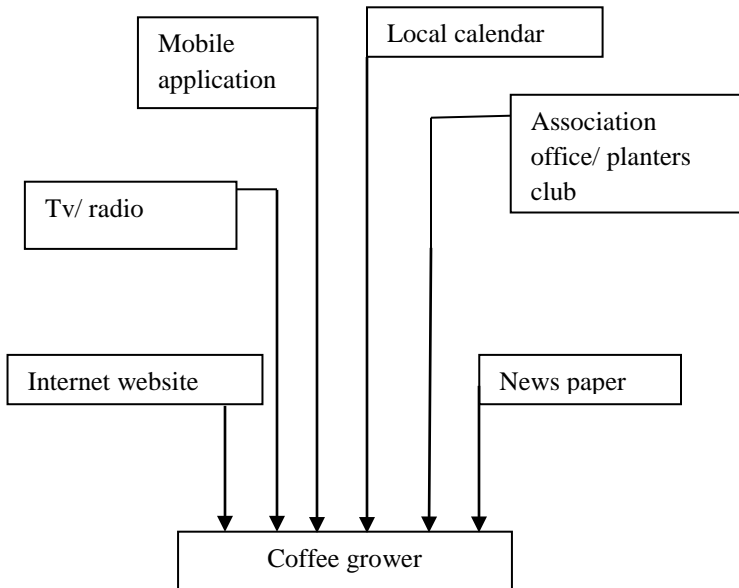 Mobile
application
Local calendar
Association
office/ planters
club
Tv/ radio
Internet website
News paper
Coffee grower